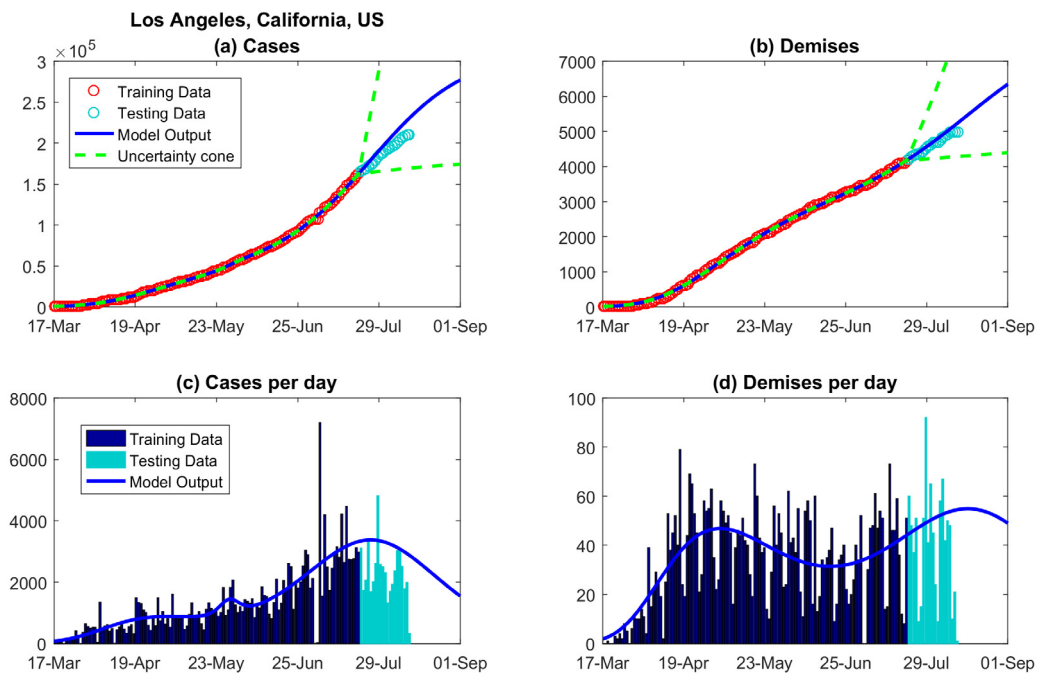 Los Angeles, California, US
(a) Cases
× 10^5
3
2.5
2
1.5
1
0.5
0
17-Mar 19-Apr 23-May 25-Jun 29-Jul 01-Sep
Training Data
Testing Data
Model Output
Uncertainty cone
(b) Demises
7000
6000
5000
4000
3000
2000
1000
0
17-Mar 19-Apr 23-May 25-Jun 29-Jul 01-Sep
(c) Cases per day
8000
6000
4000
2000
0
17-Mar 19-Apr 23-May 25-Jun 29-Jul 01-Sep
Training Data
Testing Data
Model Output
(d) Demises per day
100
80
60
40
20
0
17-Mar 19-Apr 23-May 25-Jun 29-Jul 01-Sep